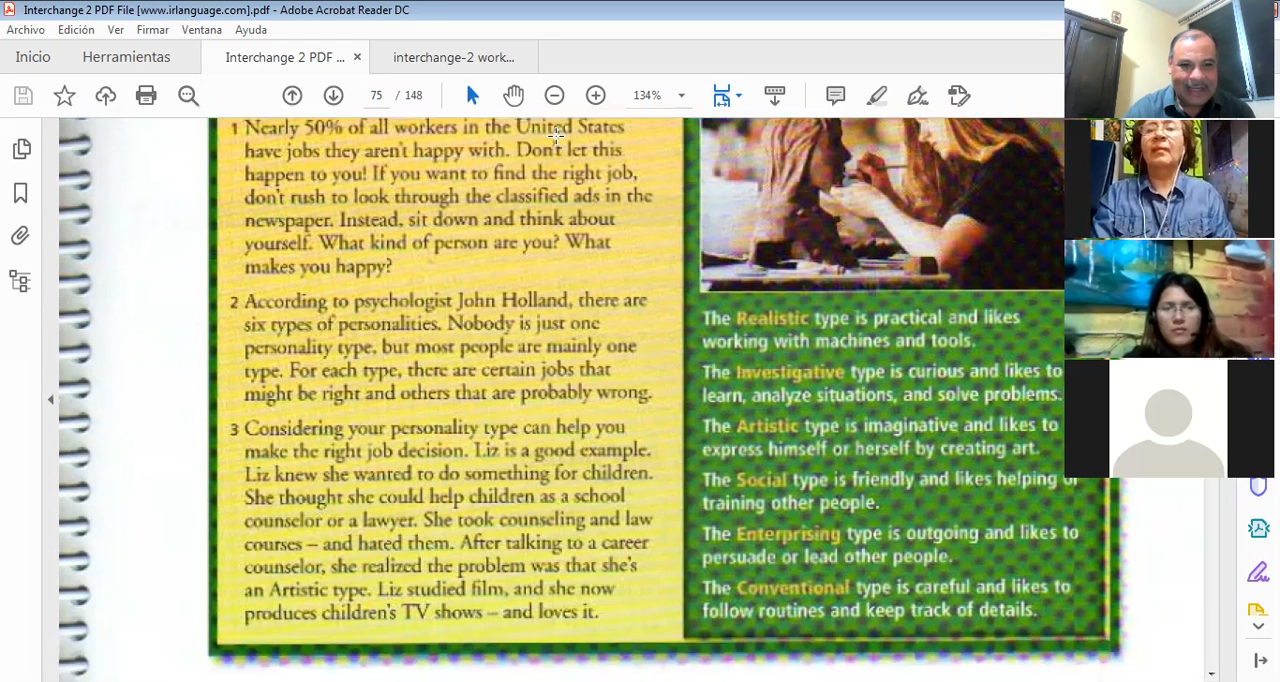 Interchange 2 PDF File [www.irlanguage.com].pdf - Adobe Acrobat Reader DC
Archivo Edición Ver Firmar Ventana Ayuda
Inicio Herramientas Interchange 2 PDF ... × interchange-2 work...
75 / 148 134%
1 Nearly 50% of all workers in the United States
have jobs they aren't happy with. Don't let this
happen to you! If you want to find the right job,
don't rush to look through the classified ads in the
newspaper. Instead, sit down and think about
yourself. What kind of person are you? What
makes you happy?
2 According to psychologist John Holland, there are
six types of personalities. Nobody is just one
personality type, but most people are mainly one
type. For each type, there are certain jobs that
might be right and others that are probably wrong.
3 Considering your personality type can help you
make the right job decision. Liz is a good example.
Liz knew she wanted to do something for children.
She thought she could help children as a school
counselor or a lawyer. She took counseling and law
courses – and hated them. After talking to a career
counselor, she realized the problem was that she's
an Artistic type. Liz studied film, and she now
produces children's TV shows – and loves it.
The Realistic type is practical and likes
working with machines and tools.
The Investigative type is curious and likes to
learn, analyze situations, and solve problems.
The Artistic type is imaginative and likes to
express himself or herself by creating art.
The Social type is friendly and likes helping or
training other people.
The Enterprising type is outgoing and likes to
persuade or lead other people.
The Conventional type is careful and likes to
follow routines and keep track of details.